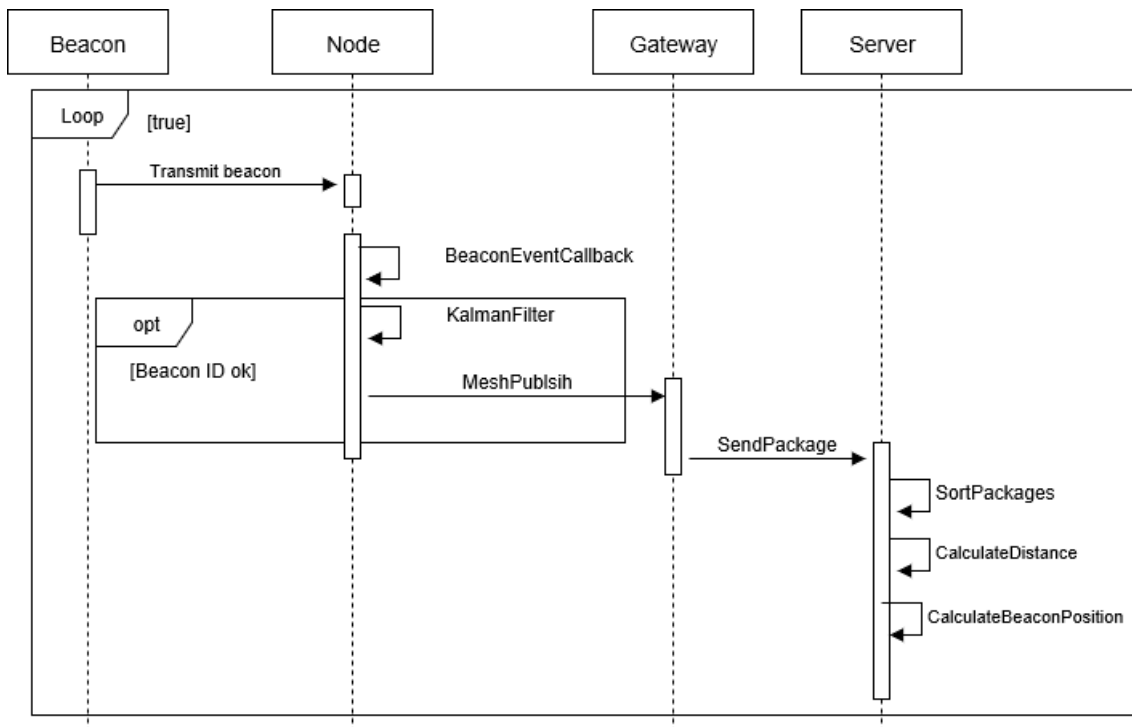 Beacon
Node
Gateway
Server
Loop
[true]
Transmit beacon
BeaconEventCallback
opt
KalmanFilter
[Beacon ID ok]
MeshPublsih
SendPackage
SortPackages
CalculateDistance
CalculateBeaconPosition